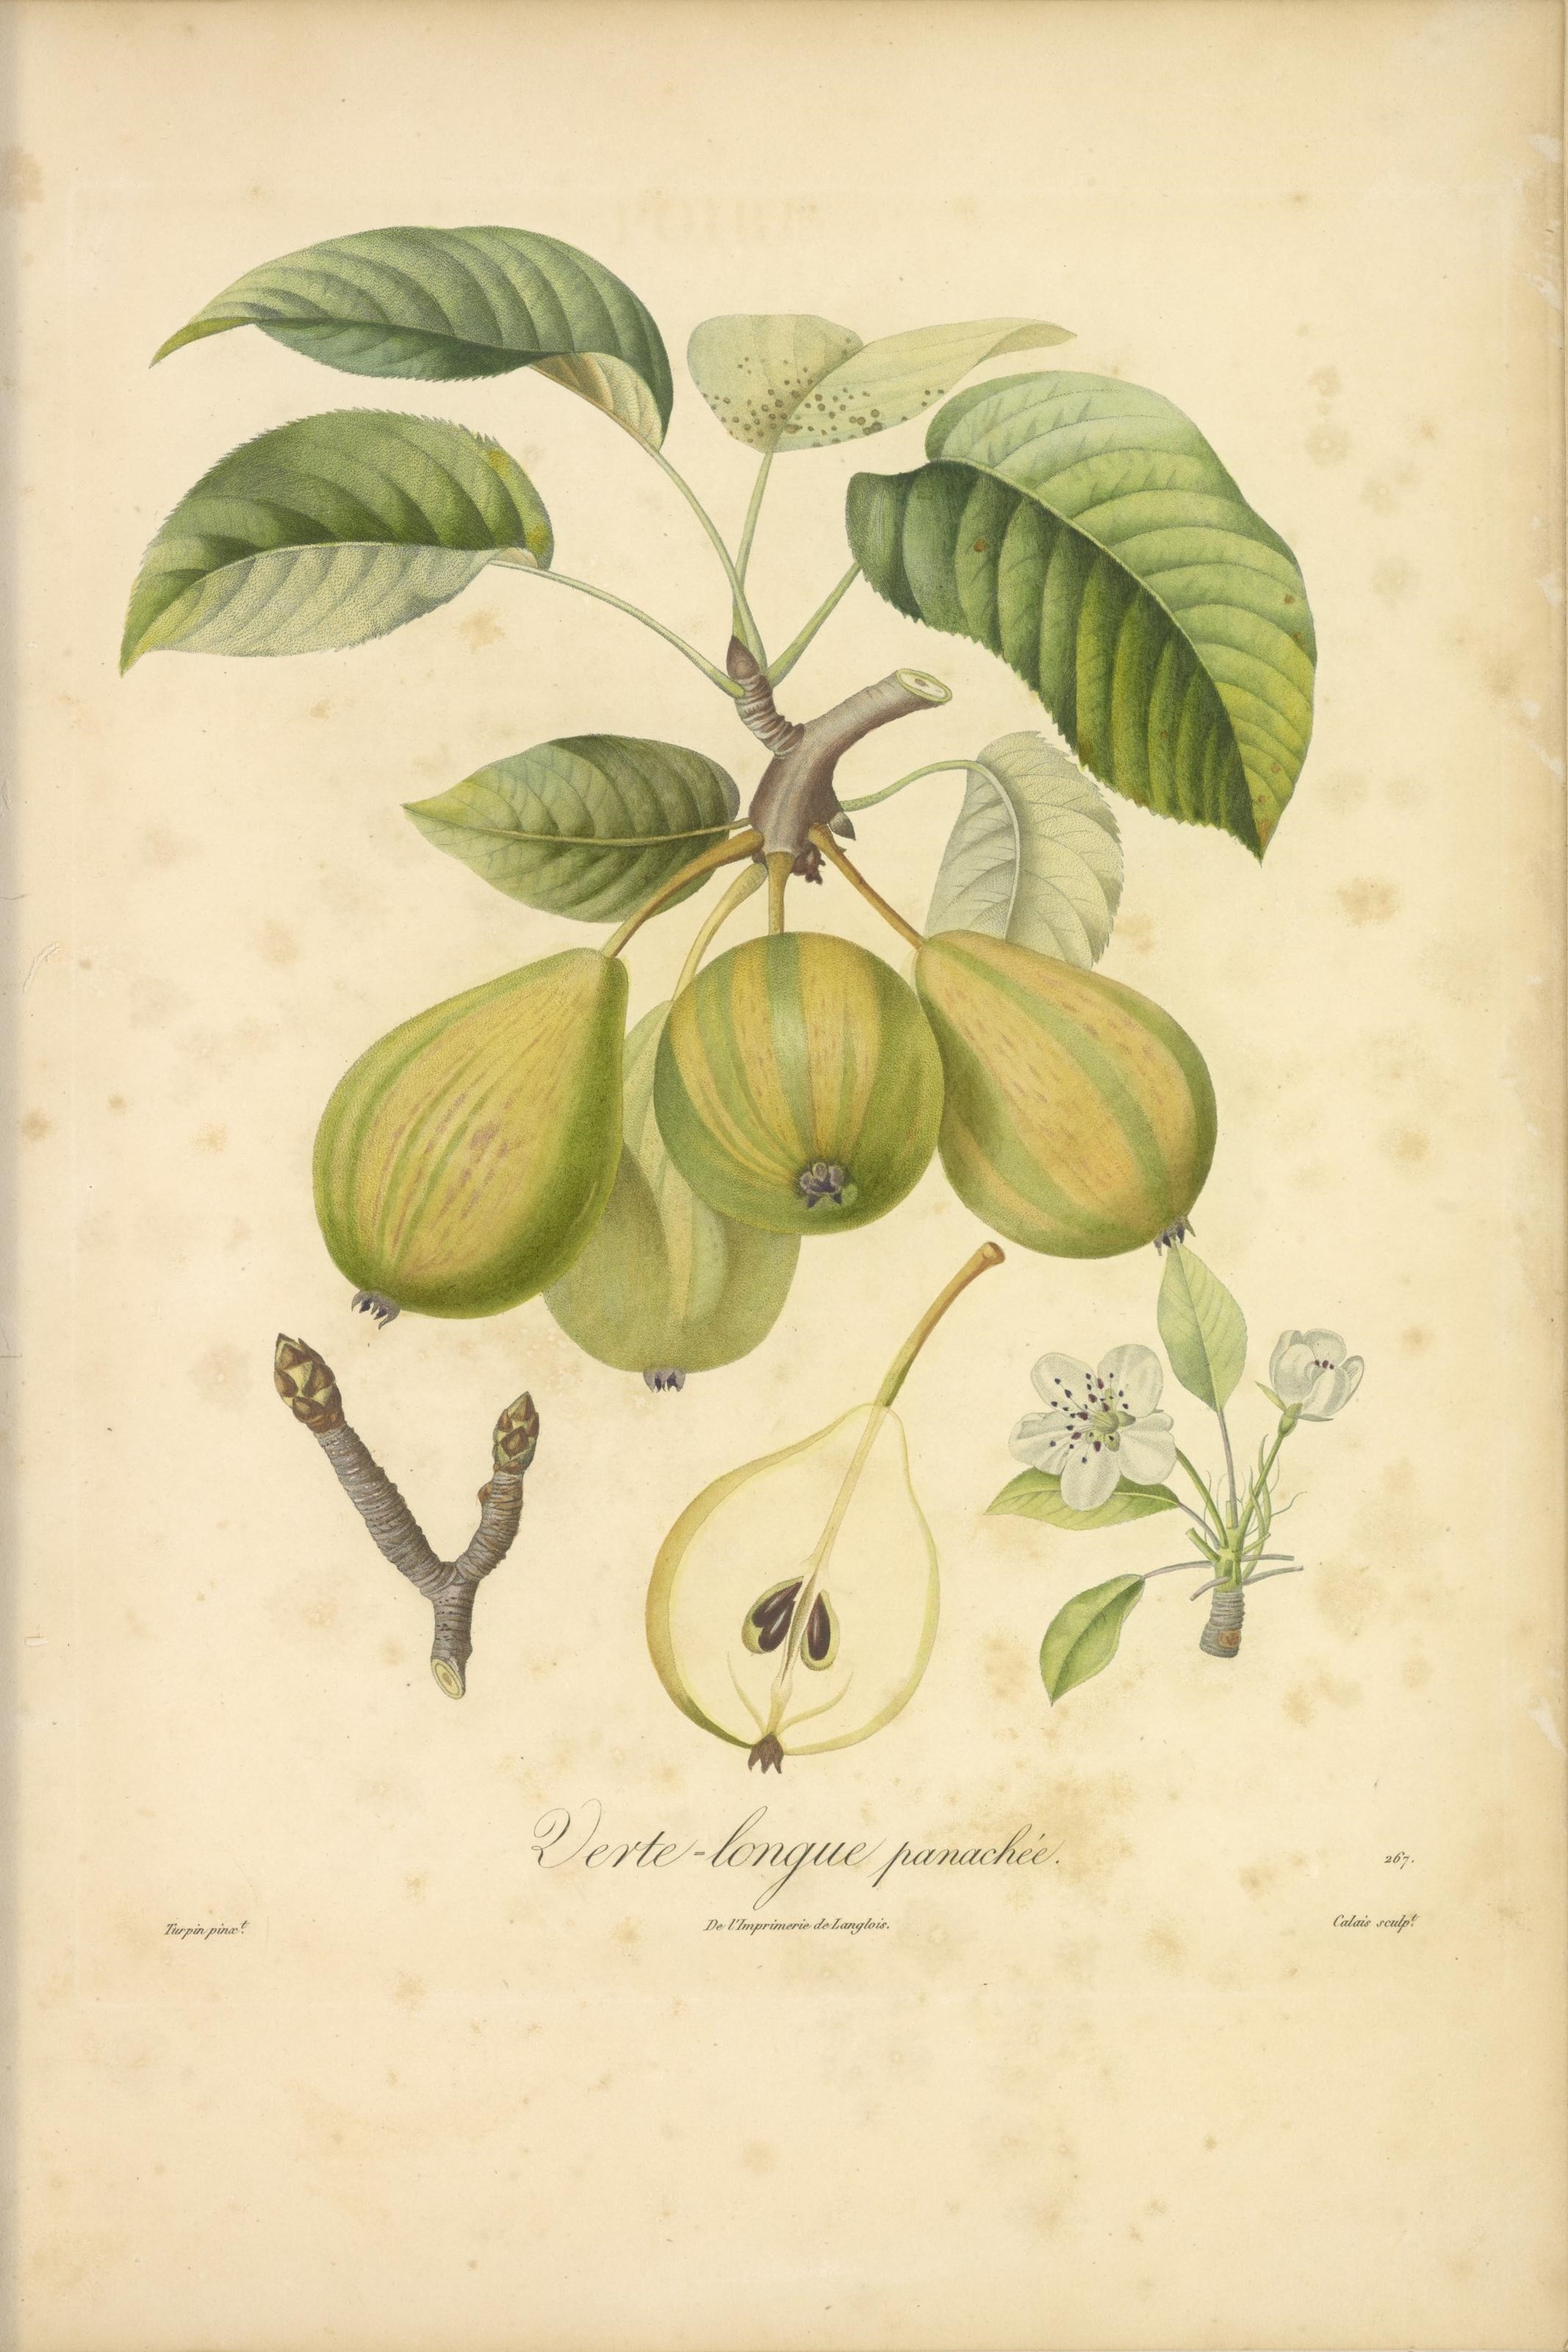 Verte-longue panachée.
267.
Turpin pinx.t
De l'Imprimerie de Langlois.
Calais sculp.t